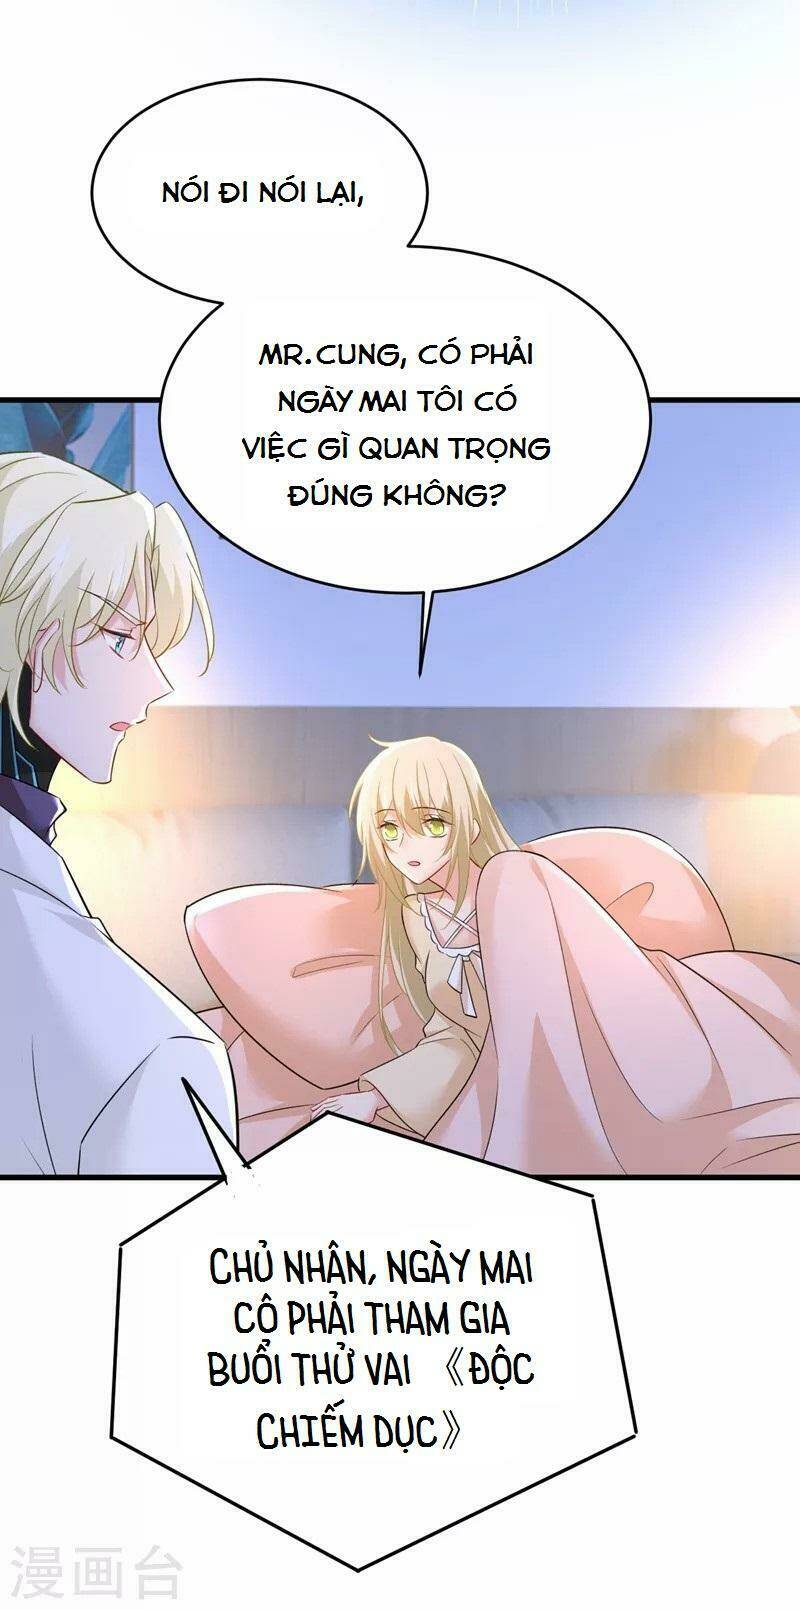 NÓI ĐI NÓI LẠI,
MR.CUNG, CÓ PHẢI
NGÀY MAI TÔI CÓ
VIỆC GÌ QUAN TRỌNG
ĐÚNG KHÔNG?
CHỦ NHÂN, NGÀY MAI
CÔ PHẢI THAM GIA
BUỔI THỬ VAI 《ĐỘC
CHIẾM DỤC》
漫画台